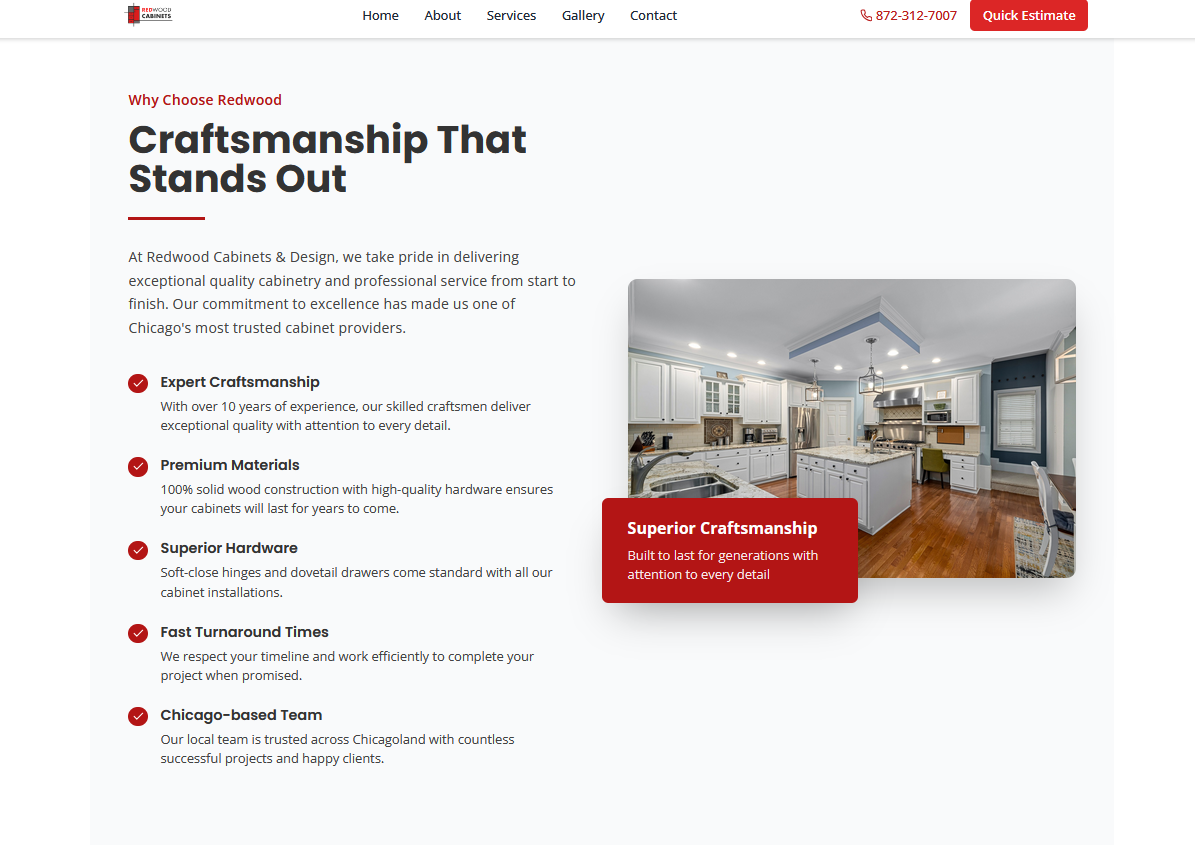 REDWOOD
CABINETS
Home
About
Services
Gallery
Contact
872-312-7007
Quick Estimate
Why Choose Redwood
Craftsmanship That
Stands Out
At Redwood Cabinets & Design, we take pride in delivering
exceptional quality cabinetry and professional service from start to
finish. Our commitment to excellence has made us one of
Chicago's most trusted cabinet providers.
Expert Craftsmanship
With over 10 years of experience, our skilled craftsmen deliver
exceptional quality with attention to every detail.
Premium Materials
100% solid wood construction with high-quality hardware ensures
your cabinets will last for years to come.
Superior Hardware
Soft-close hinges and dovetail drawers come standard with all our
cabinet installations.
Fast Turnaround Times
We respect your timeline and work efficiently to complete your
project when promised.
Chicago-based Team
Our local team is trusted across Chicagoland with countless
successful projects and happy clients.
Superior Craftsmanship
Built to last for generations with
attention to every detail